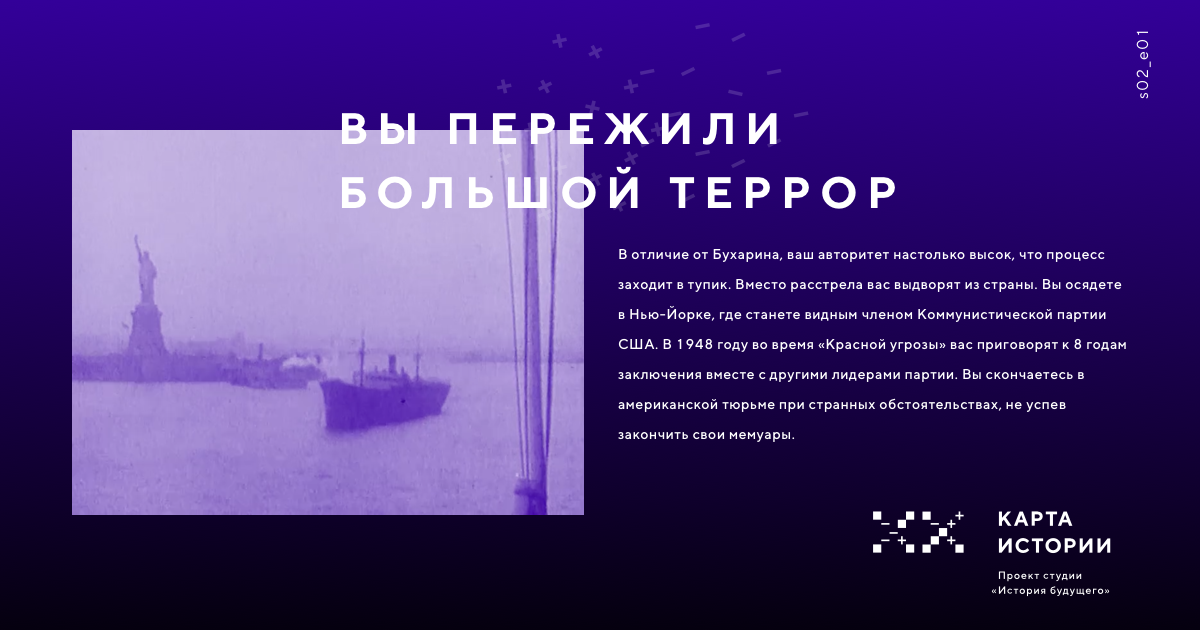 s02_e01
ВЫ ПЕРЕЖИЛИ
БОЛЬШОЙ ТЕРРОР
В отличие от Бухарина, ваш авторитет настолько высок, что процесс
заходит в тупик. Вместо расстрела вас выдворят из страны. Вы осядете
в Нью-Йорке, где станете видным членом Коммунистической партии
США. В 1948 году во время «Красной угрозы» вас приговорят к 8 годам
заключения вместе с другими лидерами партии. Вы скончаетесь в
американской тюрьме при странных обстоятельствах, не успев
закончить свои мемуары.
КАРТА
ИСТОРИИ
Проект студии
«История будущего»